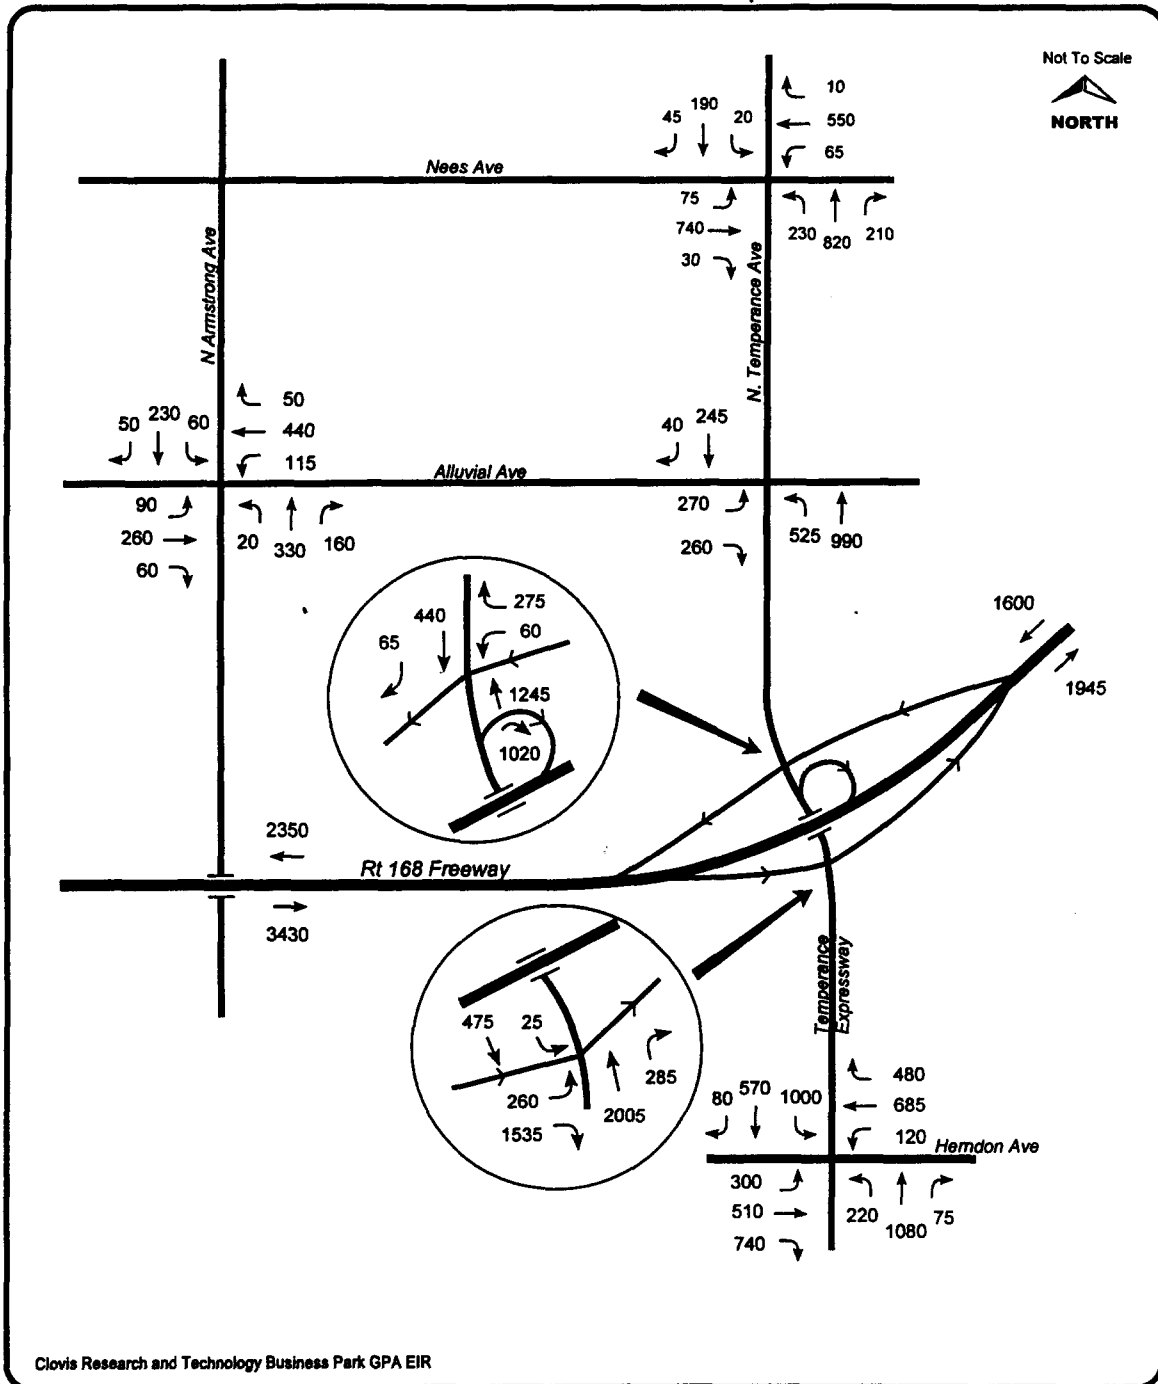 Not To Scale
NORTH
45 190 20
10
550
65
Nees Ave
75
740
30
230 820 210
N Armstrong Ave
N. Temperance Ave
50 230 60
50
440
115
40 245
Alluvial Ave
90
260
60
20 330 160
270
260
525 990
1600
1945
65 440
275
60
1245
1020
2350
Rt 168 Freeway
3430
Temperance
Expressway
475 25
260
1535
2005 285
80 570 1000
480
685
120
Herndon Ave
300
510
740
220 1080 75
Clovis Research and Technology Business Park GPA EIR